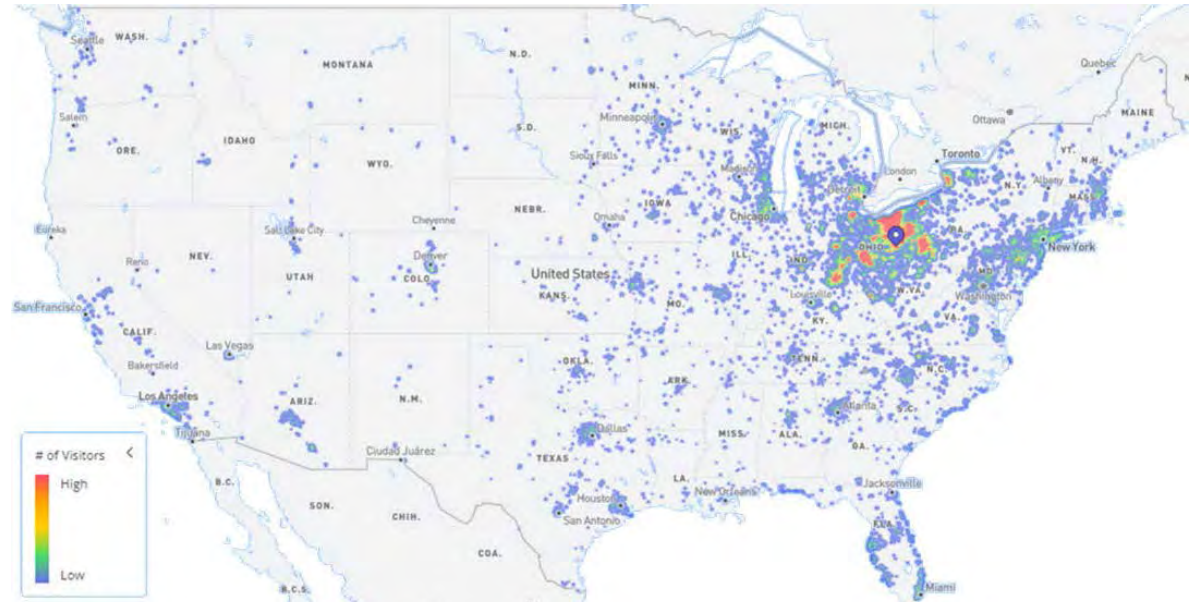 Seattle
WASH.
MONTANA
N.D.
MINN.
Quebec
MAINE
Ottawa
Salem
ORE.
IDAHO
WYO.
S.D.
Minneapolis
WIS.
MICH.
Toronto
VT.
N.H.
Sioux Falls
Madison
London
Detroit
N.Y.
Albany
MASS.
Eureka
Reno
NEV.
Salt Lake City
UTAH
Cheyenne
NEBR.
Omaha
IOWA
Chicago
OHIO
PA.
New York
Denver
COLO.
United States
KANS.
ILL.
IND.
MD.
Washington
San Francisco
CALIF.
MO.
Louisville
KY.
W.VA.
VA.
Las Vegas
Bakersfield
Los Angeles
ARIZ.
N.M.
OKLA.
ARK.
TENN.
N.C.
S.C.
Atlanta
Tijuana
Ciudad Juárez
Dallas
TEXAS
MISS.
ALA.
GA.
LA.
B.C.
SON.
CHIH.
COA.
Houston
San Antonio
New Orleans
Jacksonville
FLA.
Miami
B.C.S.
# of Visitors
<
High
Low